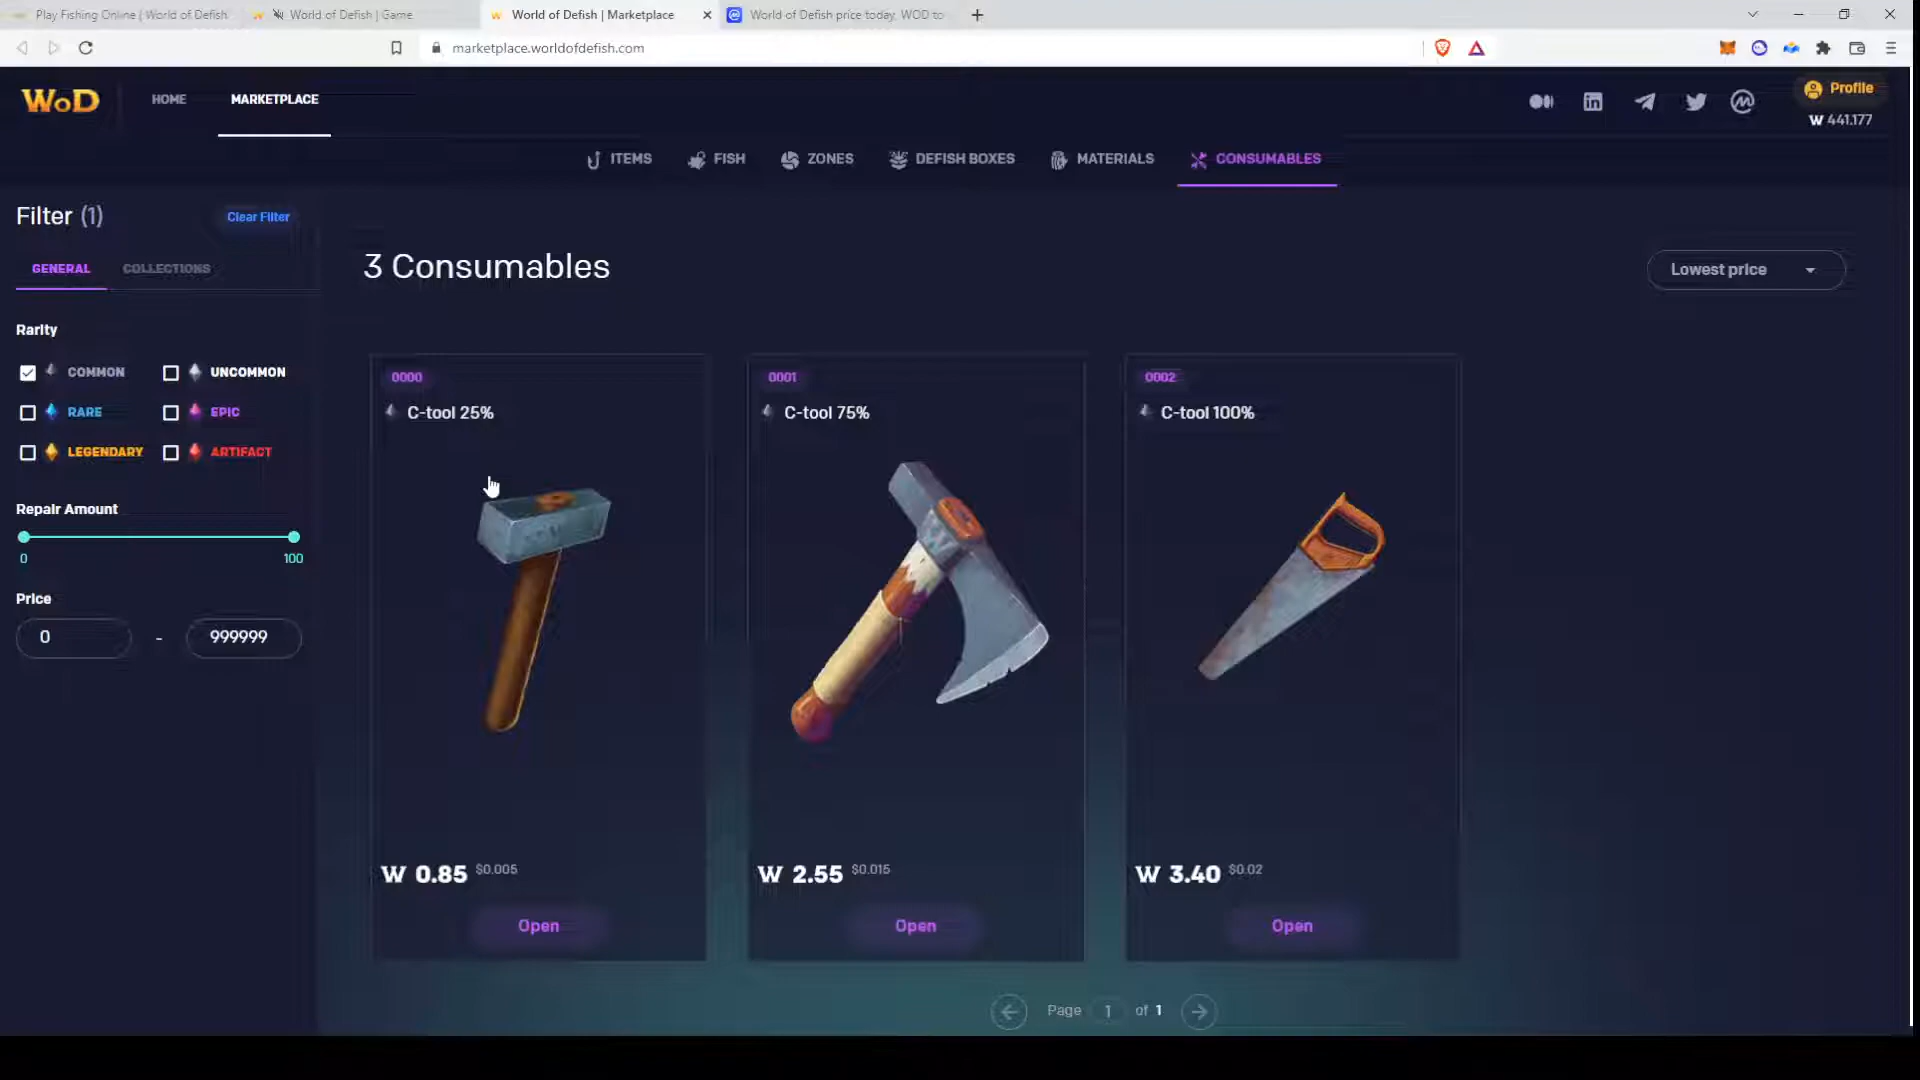 Play Fishing Online | World of Defish
World of Defish | Game
World of Defish | Marketplace
World of Defish price today, WOD to
marketplace.worldofdefish.com
WoD
HOME
MARKETPLACE
Profile
W 441.177
ITEMS
FISH
ZONES
DEFISH BOXES
MATERIALS
CONSUMABLES
Filter (1)
Clear Filter
GENERAL
COLLECTIONS
Rarity
COMMON
UNCOMMON
RARE
EPIC
LEGENDARY
ARTIFACT
Repair Amount
0
100
Price
0 - 999999
3 Consumables
Lowest price
0000
C-tool 25%
W 0.85 $0.005
Open
0001
C-tool 75%
W 2.55 $0.015
Open
0002
C-tool 100%
W 3.40 $0.02
Open
Page 1 of 1